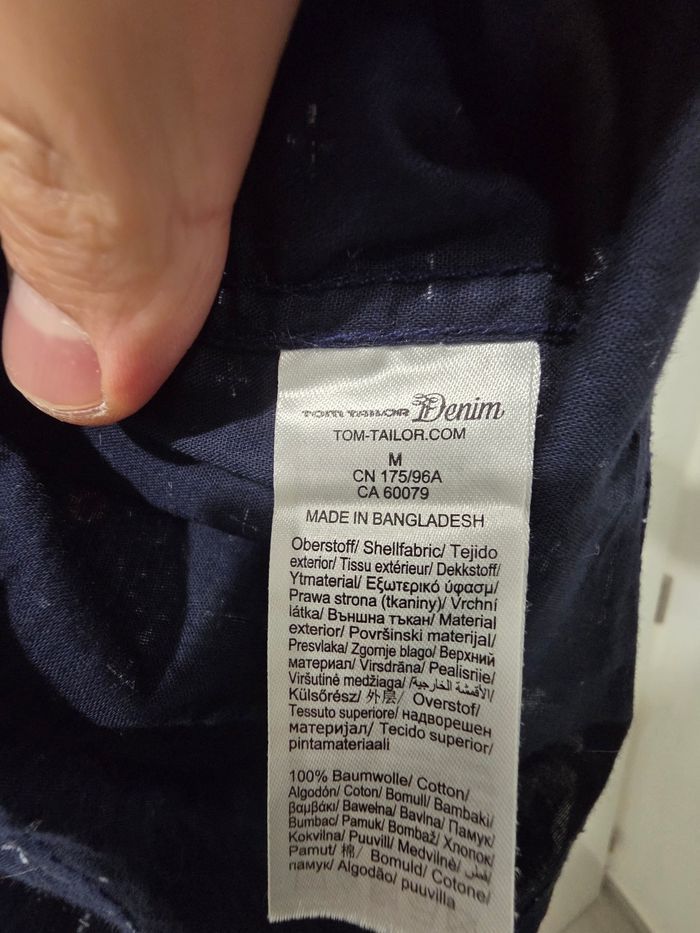 TOM TAILOR Denim
TOM-TAILOR.COM
M
CN 175/96A
CA 60079
MADE IN BANGLADESH
Oberstoff/ Shellfabric/ Tejido
exterior/ Tissu extérieur/ Dekkstoff/
Ytmaterial/ Εξωτερικό ύφασμ/
Prawa strona (tkaniny)/ Vrchní
látka/ Външна тъкан/ Material
exterior/ Površinski materijal/
Presvlaka/ Zgornje blago/ Верхний
материал/ Virsdrāna/ Pealisriie/
Viršutinė medžiaga/ الأقمشة الخارجية/
Külsőrész/ 外层/ Overstof/
Tessuto superiore/ надворешен
материјал/ Tecido superior/
pintamateriaali
100% Baumwolle/ Cotton/
Algodón/ Coton/ Bomull/ Bambaki/
βαμβάκι/ Bawełna/ Bavlna/ Памук/
Bumbac/ Pamuk/ Bombaž/ Хлопок/
Kokvilna/ Puuvill/ Medvilnė/ قطن/
Pamut/ 棉/ Bomuld/ Cotone/
памук/ Algodão/ puuvilla